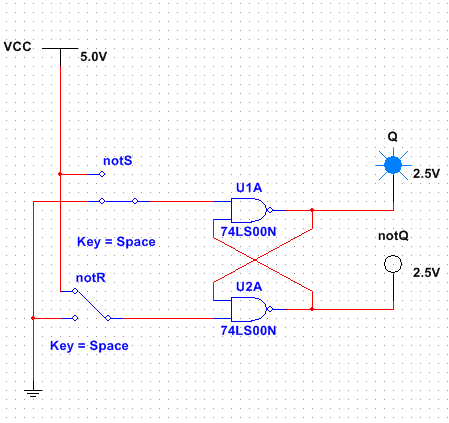 VCC
5.0V
Q
notS
2.5V
U1A
74LS00N
notQ
Key = Space
notR
2.5V
U2A
74LS00N
Key = Space